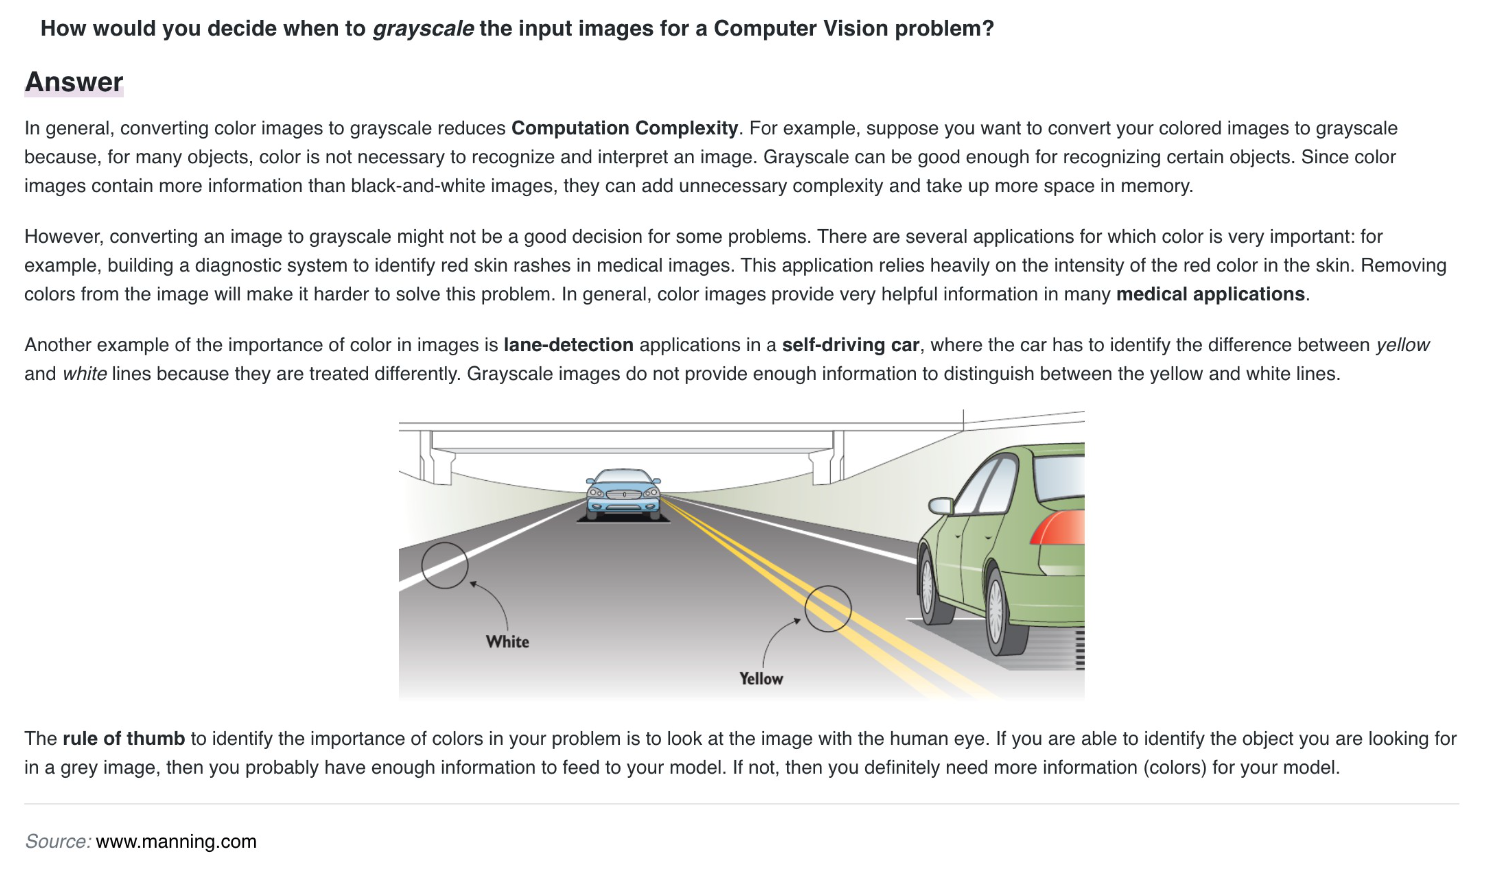 How would you decide when to grayscale the input images for a Computer Vision problem?
Answer
In general, converting color images to grayscale reduces Computation Complexity. For example, suppose you want to convert your colored images to grayscale
because, for many objects, color is not necessary to recognize and interpret an image. Grayscale can be good enough for recognizing certain objects. Since color
images contain more information than black-and-white images, they can add unnecessary complexity and take up more space in memory.
However, converting an image to grayscale might not be a good decision for some problems. There are several applications for which color is very important: for
example, building a diagnostic system to identify red skin rashes in medical images. This application relies heavily on the intensity of the red color in the skin. Removing
colors from the image will make it harder to solve this problem. In general, color images provide very helpful information in many medical applications.
Another example of the importance of color in images is lane-detection applications in a self-driving car, where the car has to identify the difference between yellow
and white lines because they are treated differently. Grayscale images do not provide enough information to distinguish between the yellow and white lines.
White
Yellow
The rule of thumb to identify the importance of colors in your problem is to look at the image with the human eye. If you are able to identify the object you are looking for
in a grey image, then you probably have enough information to feed to your model. If not, then you definitely need more information (colors) for your model.
Source: www.manning.com